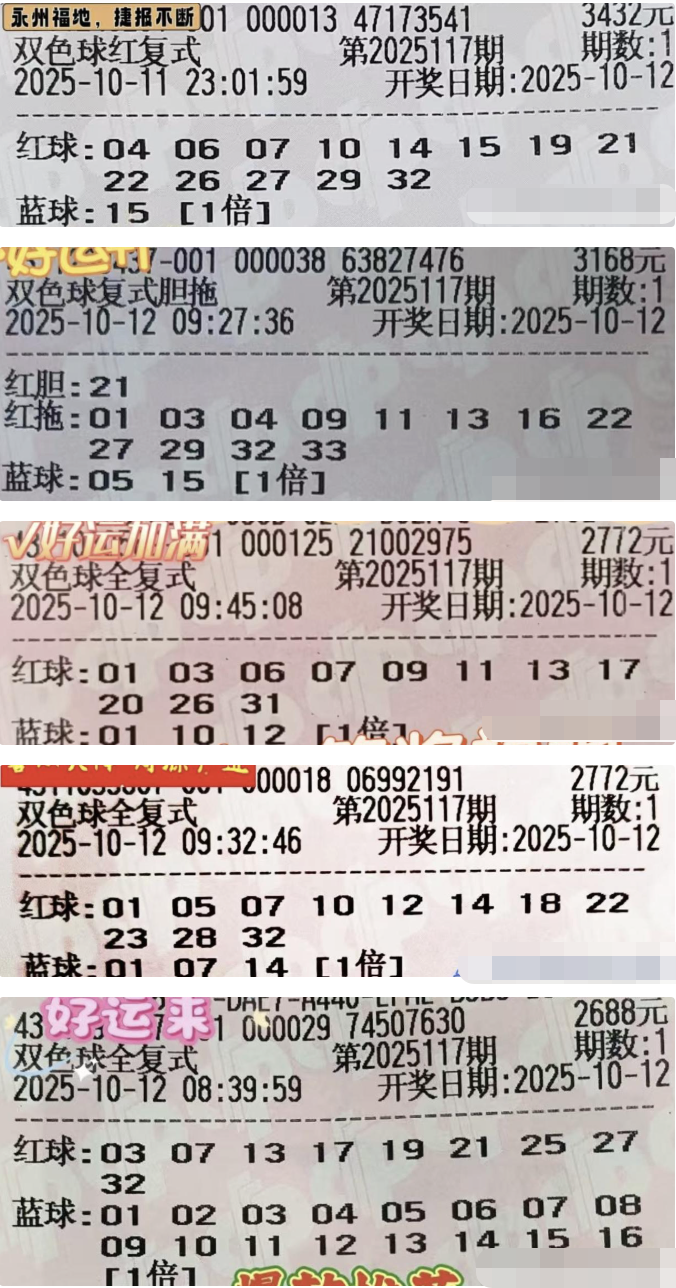 永州福地，捷报不断 01 000013 47173541 3432元
双色球红复式 第2025117期 期数:1
2025-10-11 23:01:59 开奖日期:2025-10-12
红球:04 06 07 10 14 15 19 21
22 26 27 29 32
蓝球:15 [1倍]
好运 437-001 000038 63827476 3168元
双色球复式胆拖 第2025117期 期数:1
2025-10-12 09:27:36 开奖日期:2025-10-12
红胆:21
红拖:01 03 04 09 11 13 16 22
27 29 32 33
蓝球:05 15 [1倍]
√好运加满 1 000125 21002975 2772元
双色球全复式 第2025117期 期数:1
2025-10-12 09:45:08 开奖日期:2025-10-12
红球:01 03 06 07 09 11 13 17
20 26 31
蓝球:01 10 12 [1倍]
000018 06992191 2772元
双色球全复式 第2025117期 期数:1
2025-10-12 09:32:46 开奖日期:2025-10-12
红球:01 05 07 10 12 14 18 22
23 28 32
蓝球:01 07 14 [1倍]
43 好运来 7 01 000029 74507630 2688元
双色球全复式 第2025117期 期数:1
2025-10-12 08:39:59 开奖日期:2025-10-12
红球:03 07 13 17 19 21 25 27
32
蓝球:01 02 03 04 05 06 07 08
09 10 11 12 13 14 15 16
[1倍]